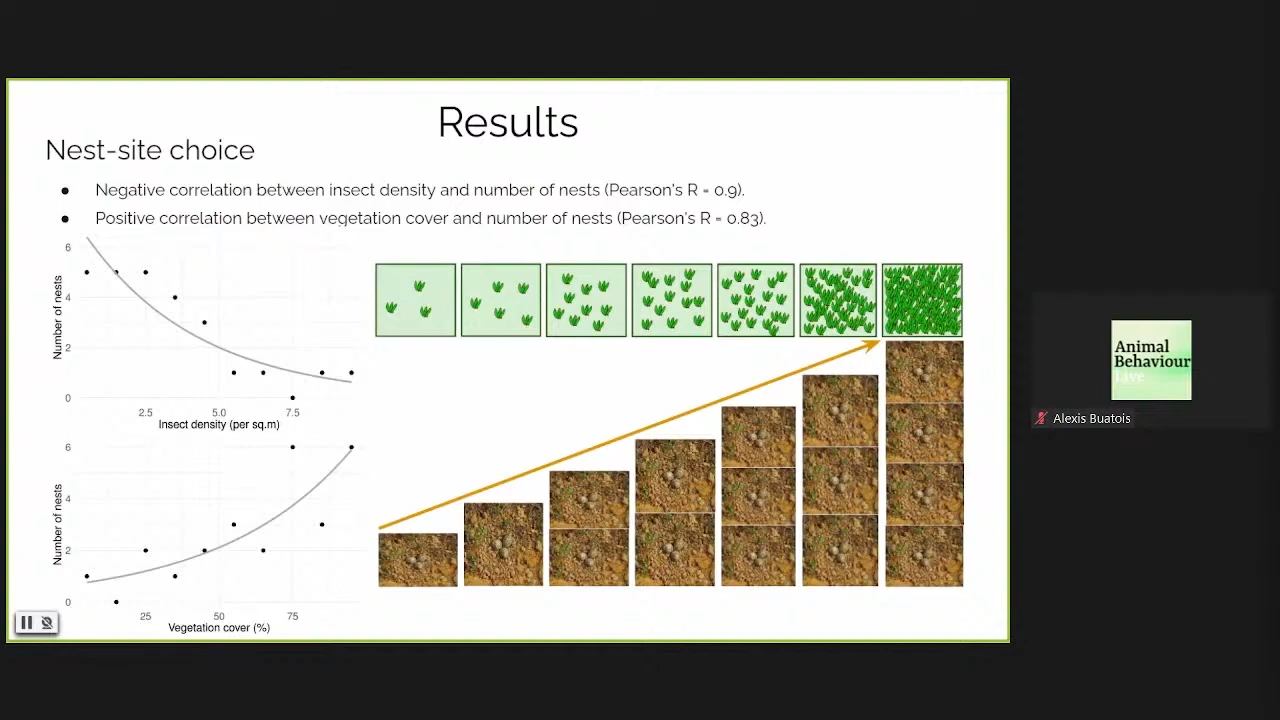 Results
Nest-site choice
● Negative correlation between insect density and number of nests (Pearson's R = 0.9).
● Positive correlation between vegetation cover and number of nests (Pearson's R = 0.83).
6
4
2
0
Number of nests
2.5 5.0 7.5
Insect density (per sq.m)
6
4
2
0
Number of nests
25 50 75
Vegetation cover (%)
Animal
Behaviour
Live
Alexis Buatois